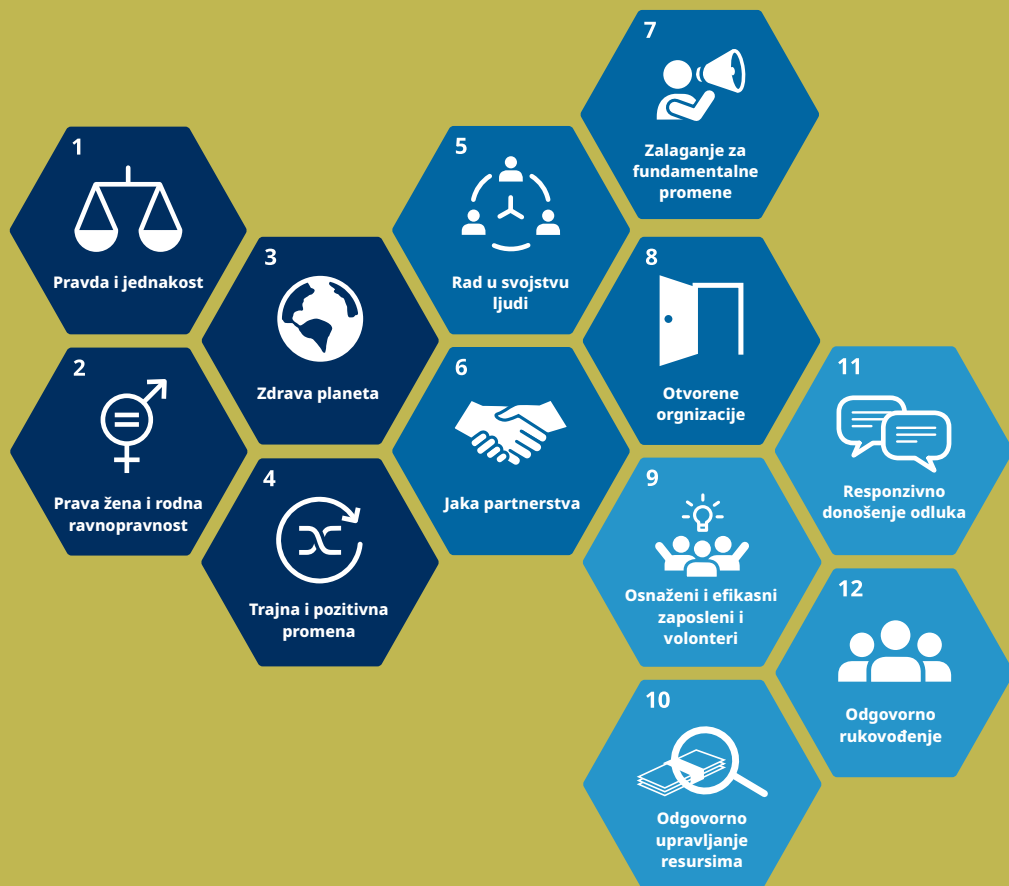 1
Pravda i jednakost
2
Prava žena i rodna
ravnopravnost
3
Zdrava planeta
4
Trajna i pozitivna
promena
5
Rad u svojstvu
ljudi
6
Jaka partnerstva
7
Zalaganje za
fundamentalne
promene
8
Otvorene
orgnizacije
9
Osnaženi i efikasni
zaposleni i
volonteri
10
Odgovorno
upravljanje
resursima
11
Responzivno
donošenje odluka
12
Odgovorno
rukovođenje